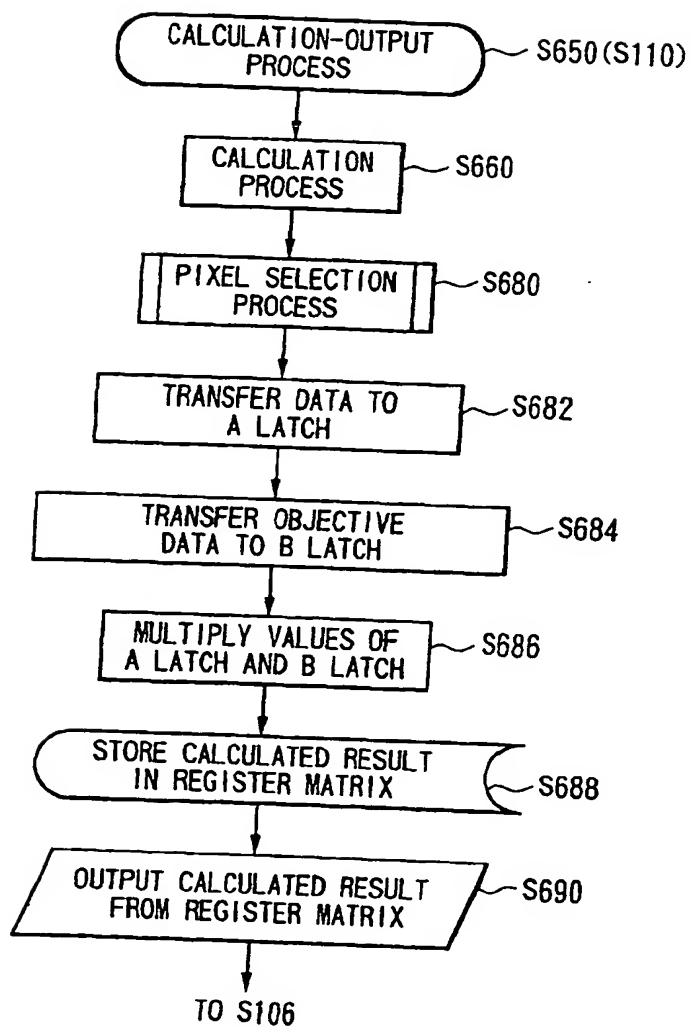 CALCULATION-OUTPUT
PROCESS
S650(S110)
CALCULATION
PROCESS
S660
PIXEL SELECTION
PROCESS
S680
TRANSFER DATA TO
A LATCH
S682
TRANSFER OBJECTIVE
DATA TO B LATCH
S684
MULTIPLY VALUES OF
A LATCH AND B LATCH
S686
STORE CALCULATED RESULT
IN REGISTER MATRIX
S688
OUTPUT CALCULATED RESULT
FROM REGISTER MATRIX
S690
TO S106